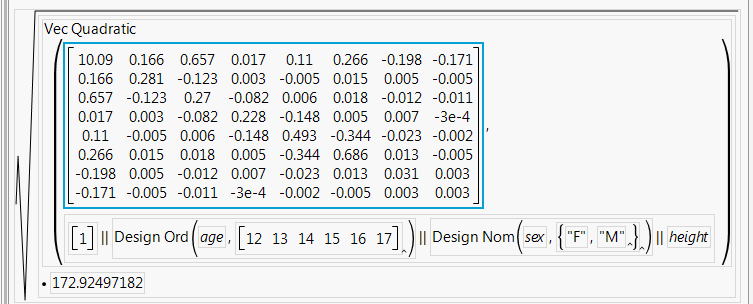 Vec Quadratic
10.09 0.166 0.657 0.017 0.11 0.266 -0.198 -0.171
0.166 0.281 -0.123 0.003 -0.005 0.015 0.005 -0.005
0.657 -0.123 0.27 -0.082 0.006 0.018 -0.012 -0.011
0.017 0.003 -0.082 0.228 -0.148 0.005 0.007 -3e-4
0.11 -0.005 0.006 -0.148 0.493 -0.344 -0.023 -0.002
0.266 0.015 0.018 0.005 -0.344 0.686 0.013 -0.005
-0.198 0.005 -0.012 0.007 -0.023 0.013 0.031 0.003
-0.171 -0.005 -0.011 -3e-4 -0.002 -0.005 0.003 0.003 ,
[1] || Design Ord(age, [12 13 14 15 16 17]^) || Design Nom(sex, {"F", "M"^}^) || height
• 172.92497182